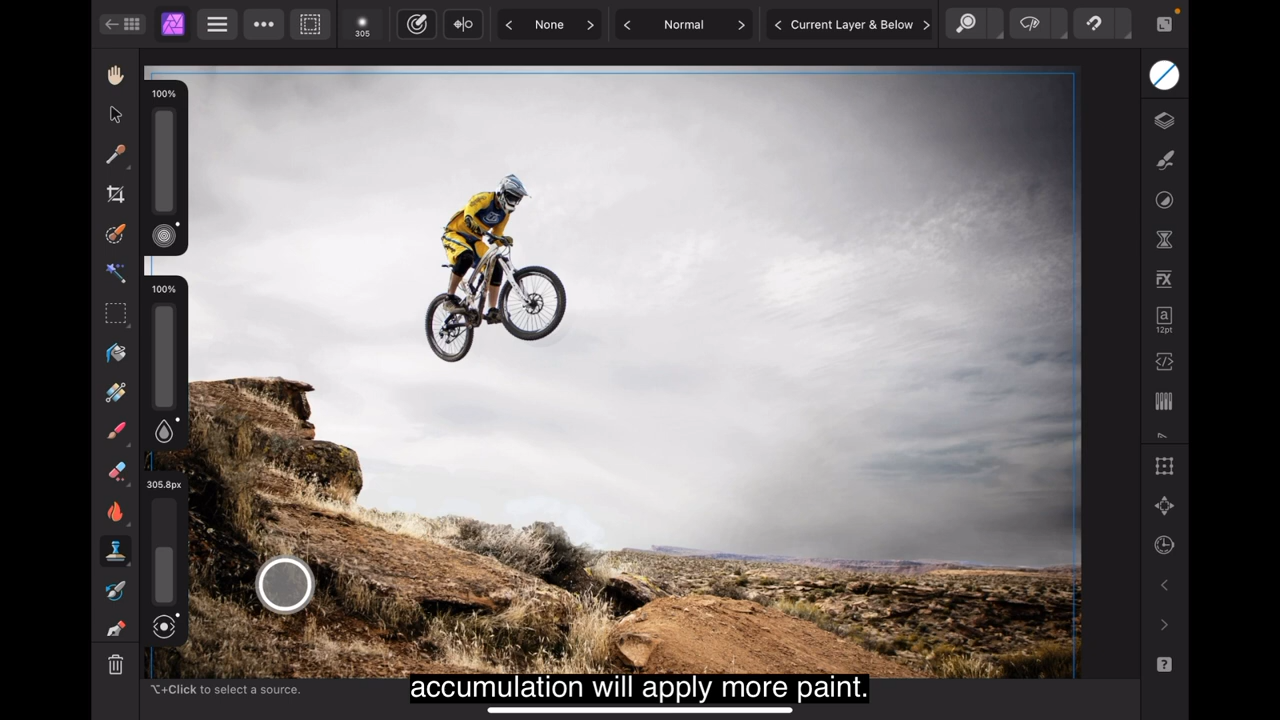 305
None
Normal
Current Layer & Below
100%
100%
305.8px
a
12pt
⌥+Click to select a source.
accumulation will apply more paint.
?